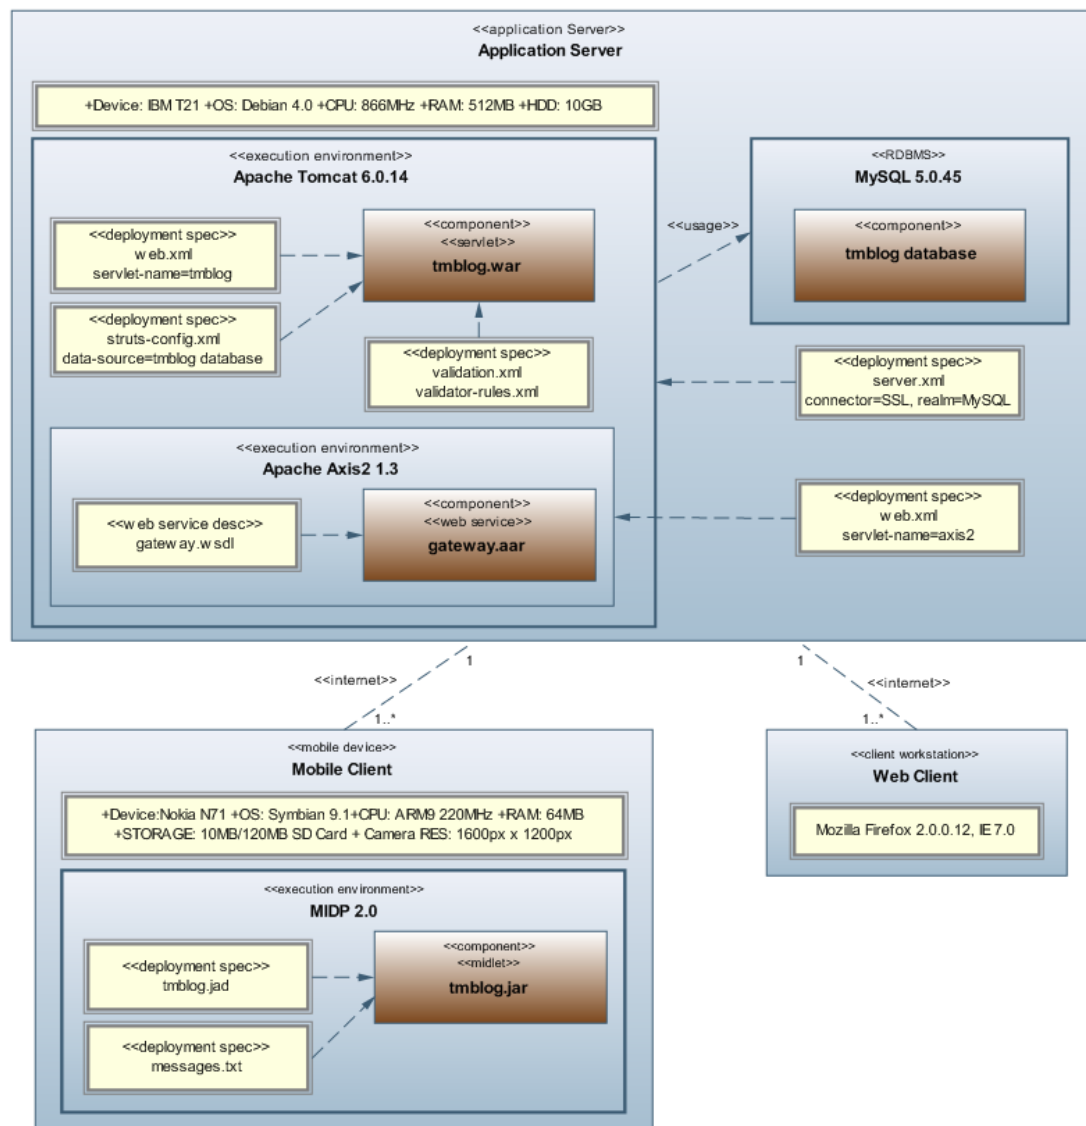 <<application Server>>
Application Server
+Device: IBM T21 +OS: Debian 4.0 +CPU: 866MHz +RAM: 512MB +HDD: 10GB
<<execution environment>>
Apache Tomcat 6.0.14
<<deployment spec>>
web.xml
servlet-name=tmblog
<<component>>
<<servlet>>
tmblog.war
<<deployment spec>>
struts-config.xml
data-source=tmblog database
<<deployment spec>>
validation.xml
validator-rules.xml
<<usage>>
<<RDBMS>>
MySQL 5.0.45
<<component>>
tmblog database
<<deployment spec>>
server.xml
connector=SSL, realm=MySQL
<<execution environment>>
Apache Axis2 1.3
<<web service desc>>
gateway.wsdl
<<component>>
<<web service>>
gateway.aar
<<deployment spec>>
web.xml
servlet-name=axis2
1
<<internet>>
1..*
1
<<internet>>
1..*
<<mobile device>>
Mobile Client
+Device:Nokia N71 +OS: Symbian 9.1+CPU: ARM9 220MHz +RAM: 64MB
+STORAGE: 10MB/120MB SD Card + Camera RES: 1600px x 1200px
<<execution environment>>
MIDP 2.0
<<deployment spec>>
tmblog.jad
<<component>>
<<midlet>>
tmblog.jar
<<deployment spec>>
messages.txt
<<client workstation>>
Web Client
Mozilla Firefox 2.0.0.12, IE 7.0